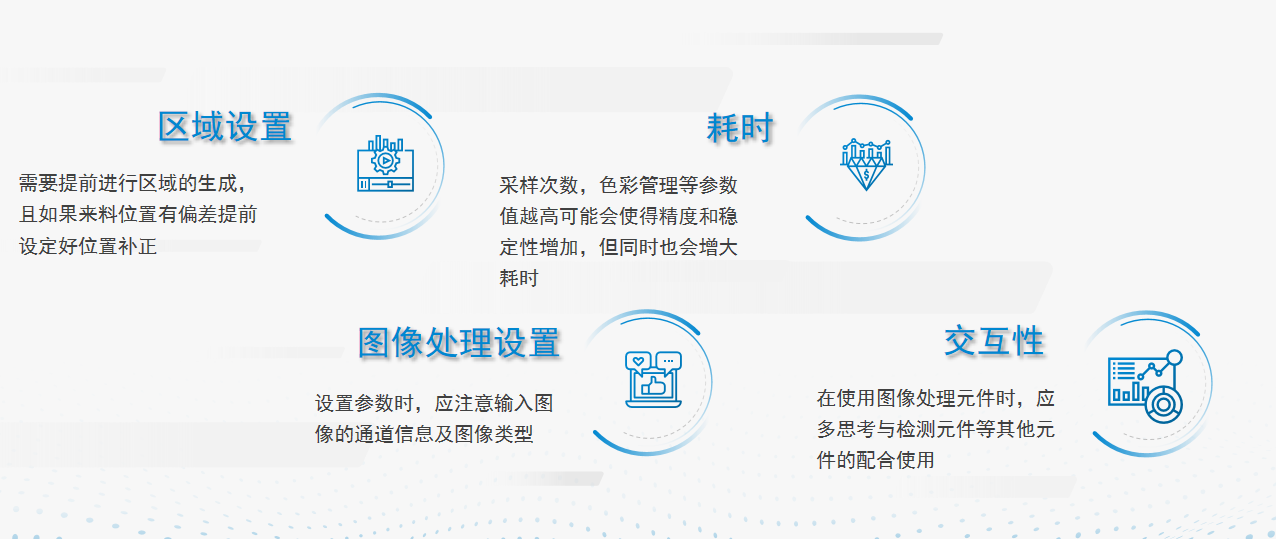 区域设置
需要提前进行区域的生成，
且如果来料位置有偏差提前
设定好位置补正
耗时
采样次数，色彩管理等参数
值越高可能会使得精度和稳
定性增加，但同时也会增大
耗时
图像处理设置
设置参数时，应注意输入图
像的通道信息及图像类型
交互性
在使用图像处理元件时，应
多思考与检测元件等其他元
件的配合使用